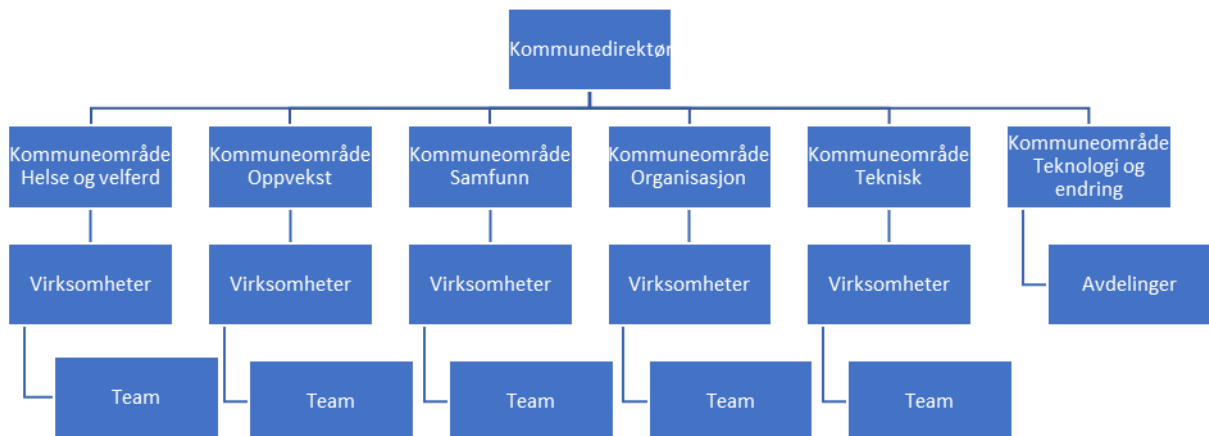 Kommunedirektør
Kommuneområde
Helse og velferd
Kommuneområde
Oppvekst
Kommuneområde
Samfunn
Kommuneområde
Organisasjon
Kommuneområde
Teknisk
Kommuneområde
Teknologi og
endring
Virksomheter
Virksomheter
Virksomheter
Virksomheter
Virksomheter
Avdelinger
Team
Team
Team
Team
Team